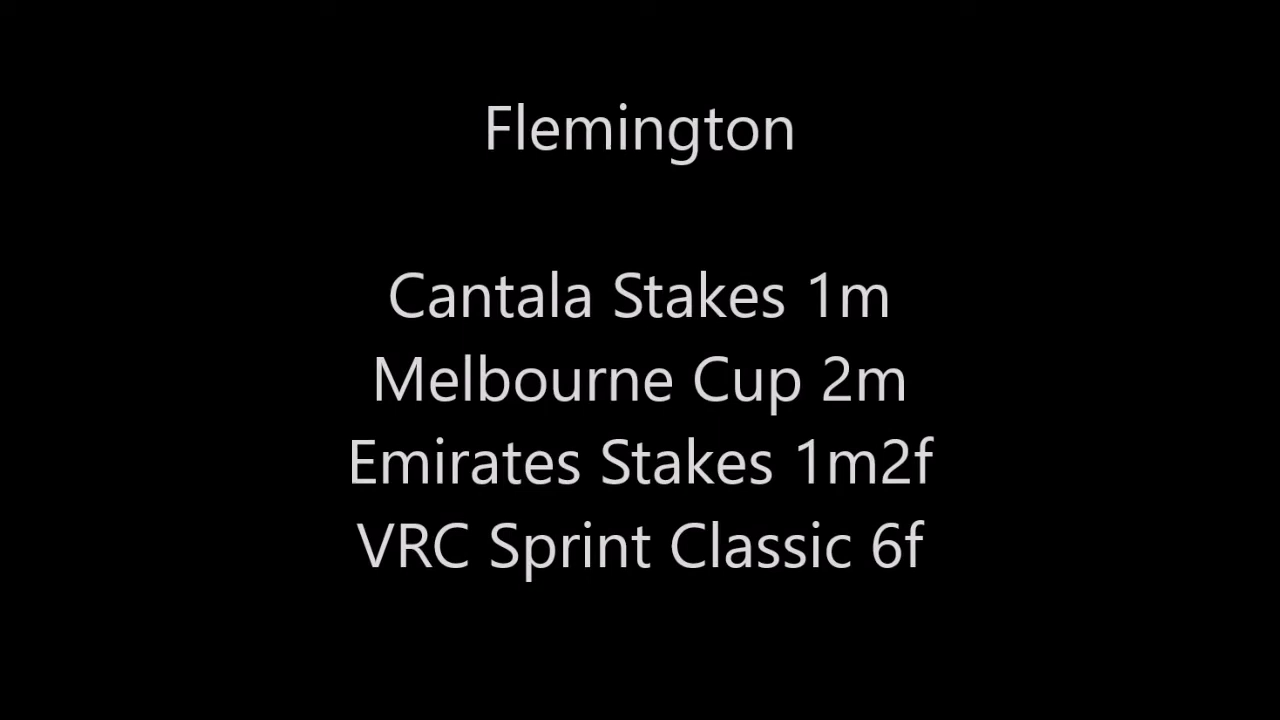 Flemington
Cantala Stakes 1m
Melbourne Cup 2m
Emirates Stakes 1m2f
VRC Sprint Classic 6f